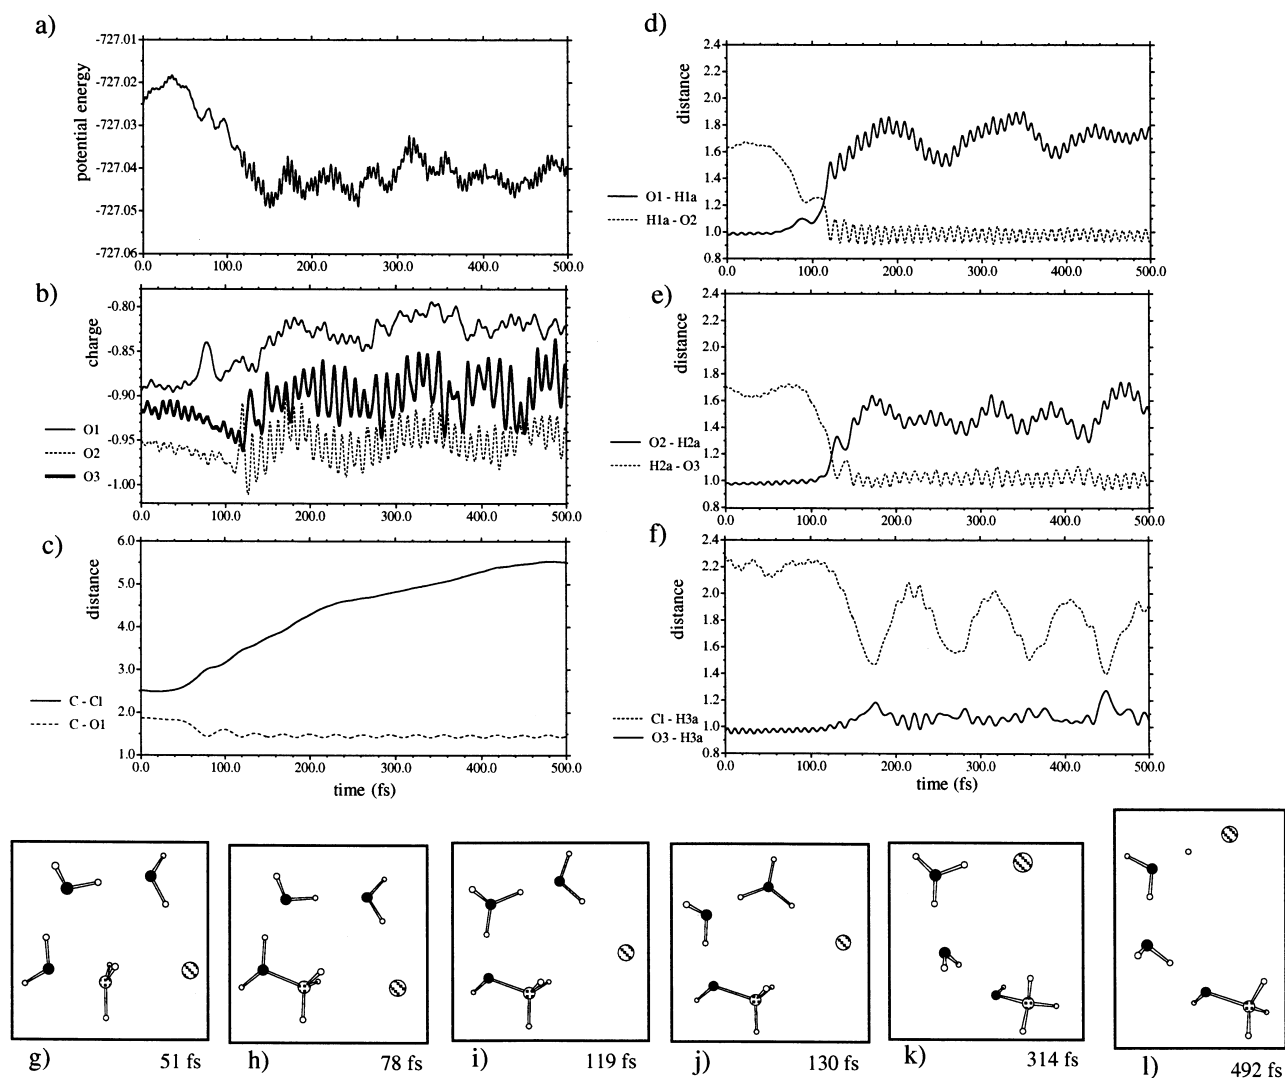 a)
-727.01
-727.02
-727.03
-727.04
-727.05
-727.06
potential energy
0.0 100.0 200.0 300.0 400.0 500.0
b)
-0.80
-0.85
-0.90
-0.95
-1.00
charge
O1
O2
O3
0.0 100.0 200.0 300.0 400.0 500.0
c)
6.0
5.0
4.0
3.0
2.0
1.0
distance
C - Cl
C - O1
0.0 100.0 200.0 300.0 400.0 500.0
time (fs)
d)
2.4
2.2
1.8
1.6
1.4
1.2
1.0
0.8
distance
O1 - H1a
H1a - O2
0.0 100.0 200.0 300.0 400.0 500.0
e)
2.4
2.2
1.8
1.6
1.4
1.2
1.0
0.8
distance
O2 - H2a
H2a - O3
0.0 100.0 200.0 300.0 400.0 500.0
f)
2.4
2.2
2.0
1.8
1.6
1.4
1.2
1.0
0.8
distance
Cl - H3a
O3 - H3a
0.0 100.0 200.0 300.0 400.0 500.0
time (fs)
g) 51 fs
h) 78 fs
i) 119 fs
j) 130 fs
k) 314 fs
l) 492 fs